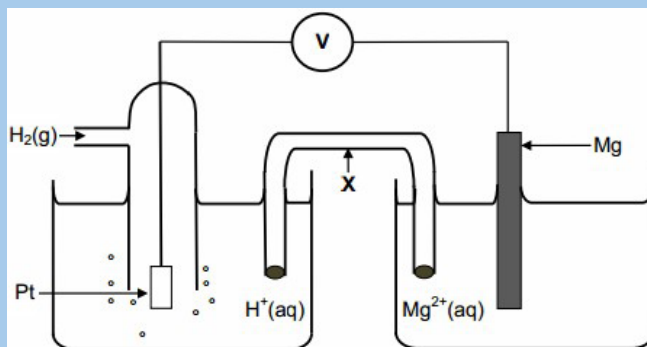 V
H₂(g)
Mg
X
Pt
H⁺(aq)
Mg²⁺(aq)